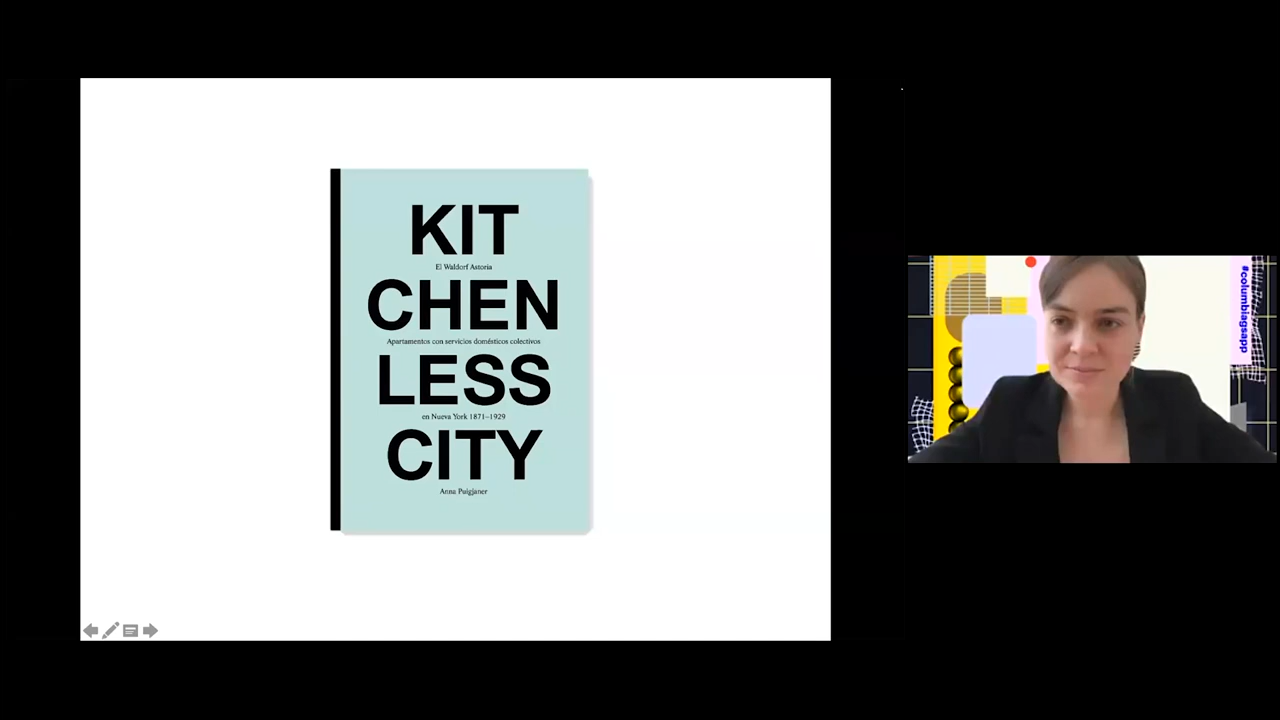 KIT
El Waldorf Astoria
CHEN
Apartamentos con servicios domésticos colectivos
LESS
en Nueva York 1871–1929
CITY
Anna Puigjaner
#columbiagsapp